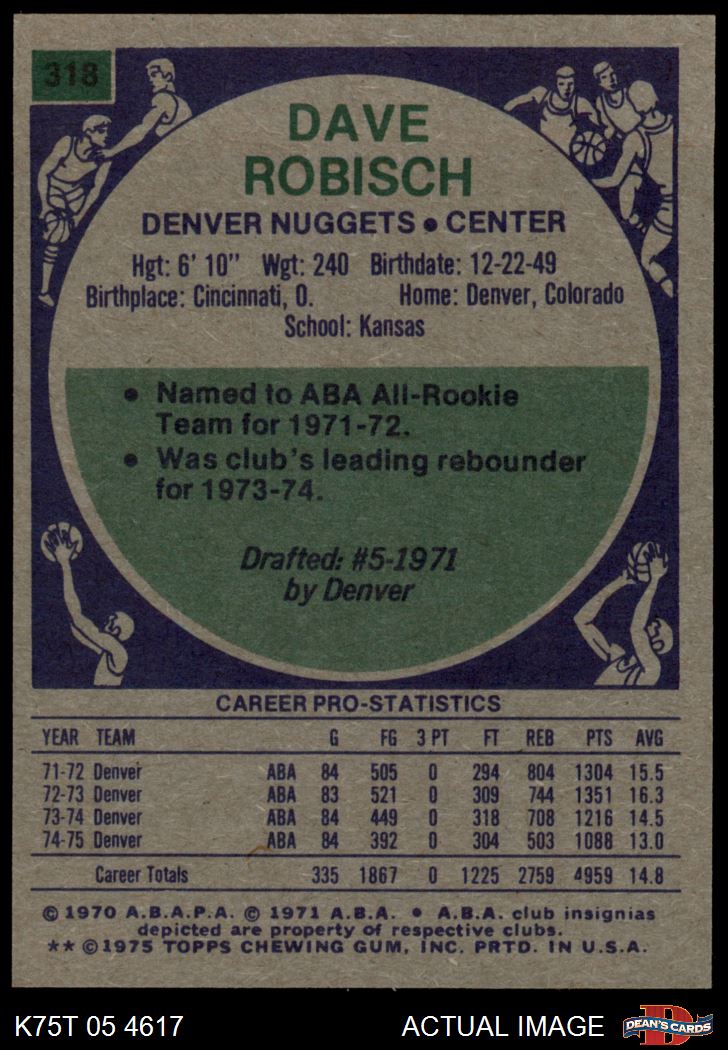 318
DAVE
ROBISCH
DENVER NUGGETS • CENTER
Hgt: 6' 10" Wgt: 240 Birthdate: 12-22-49
Birthplace: Cincinnati, O. Home: Denver, Colorado
School: Kansas
• Named to ABA All-Rookie
Team for 1971-72.
• Was club's leading rebounder
for 1973-74.
Drafted: #5-1971
by Denver
CAREER PRO-STATISTICS
YEAR TEAM G FG 3 PT FT REB PTS AVG
71-72 Denver ABA 84 505 0 294 804 1304 15.5
72-73 Denver ABA 83 521 0 309 744 1351 16.3
73-74 Denver ABA 84 449 0 318 708 1216 14.5
74-75 Denver ABA 84 392 0 304 503 1088 13.0
Career Totals 335 1867 0 1225 2759 4959 14.8
© 1970 A.B.A.P.A. © 1971 A.B.A. • A.B.A. club insignias
depicted are property of respective clubs.
** ©1975 TOPPS CHEWING GUM, INC. PRTD. IN U.S.A.
K75T 05 4617 ACTUAL IMAGE D DEAN'S CARDS